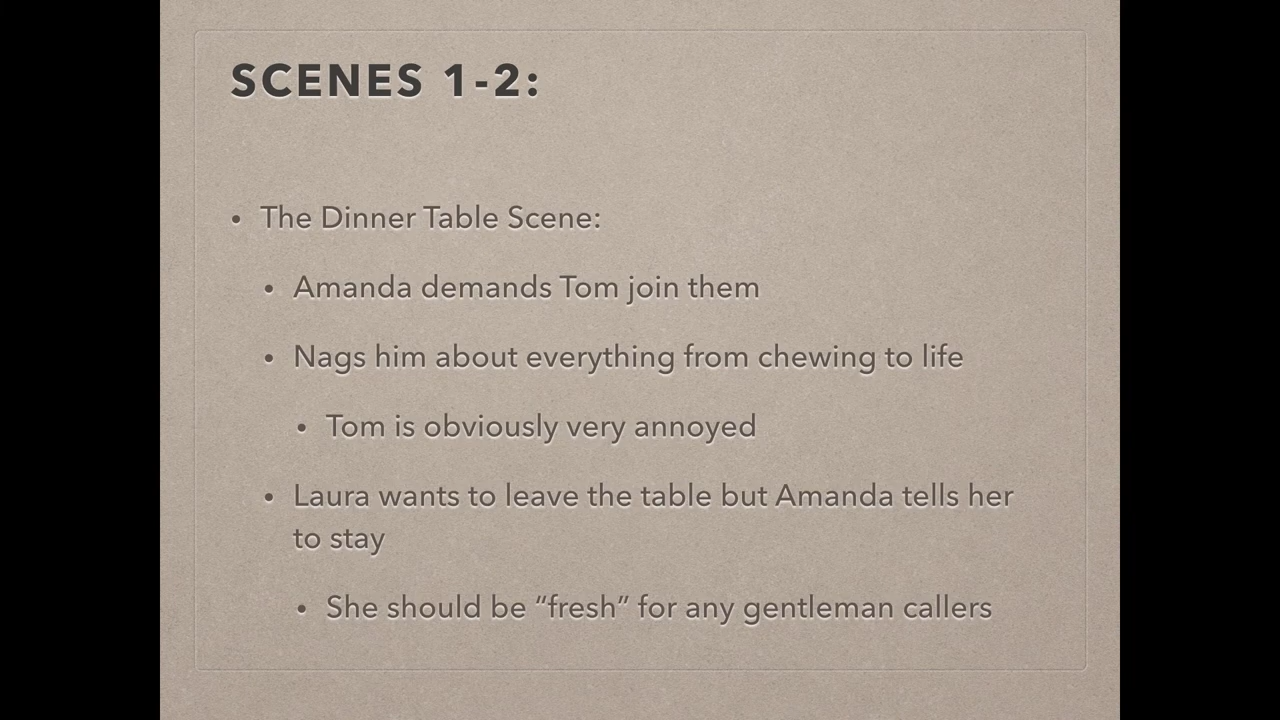 SCENES 1-2:
• The Dinner Table Scene:
• Amanda demands Tom join them
• Nags him about everything from chewing to life
• Tom is obviously very annoyed
• Laura wants to leave the table but Amanda tells her
to stay
• She should be “fresh” for any gentleman callers